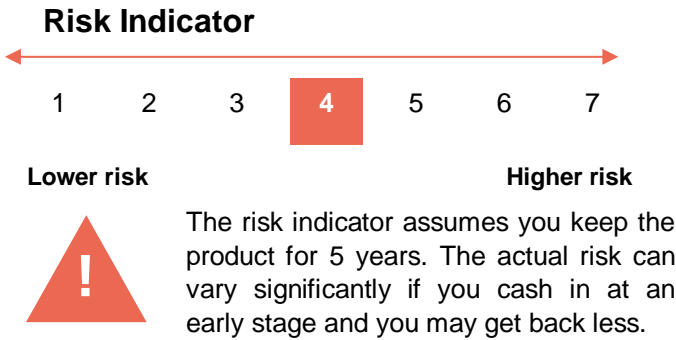 Risk Indicator
1 2 3 4 5 6 7
Lower risk Higher risk
!
The risk indicator assumes you keep the
product for 5 years. The actual risk can
vary significantly if you cash in at an
early stage and you may get back less.